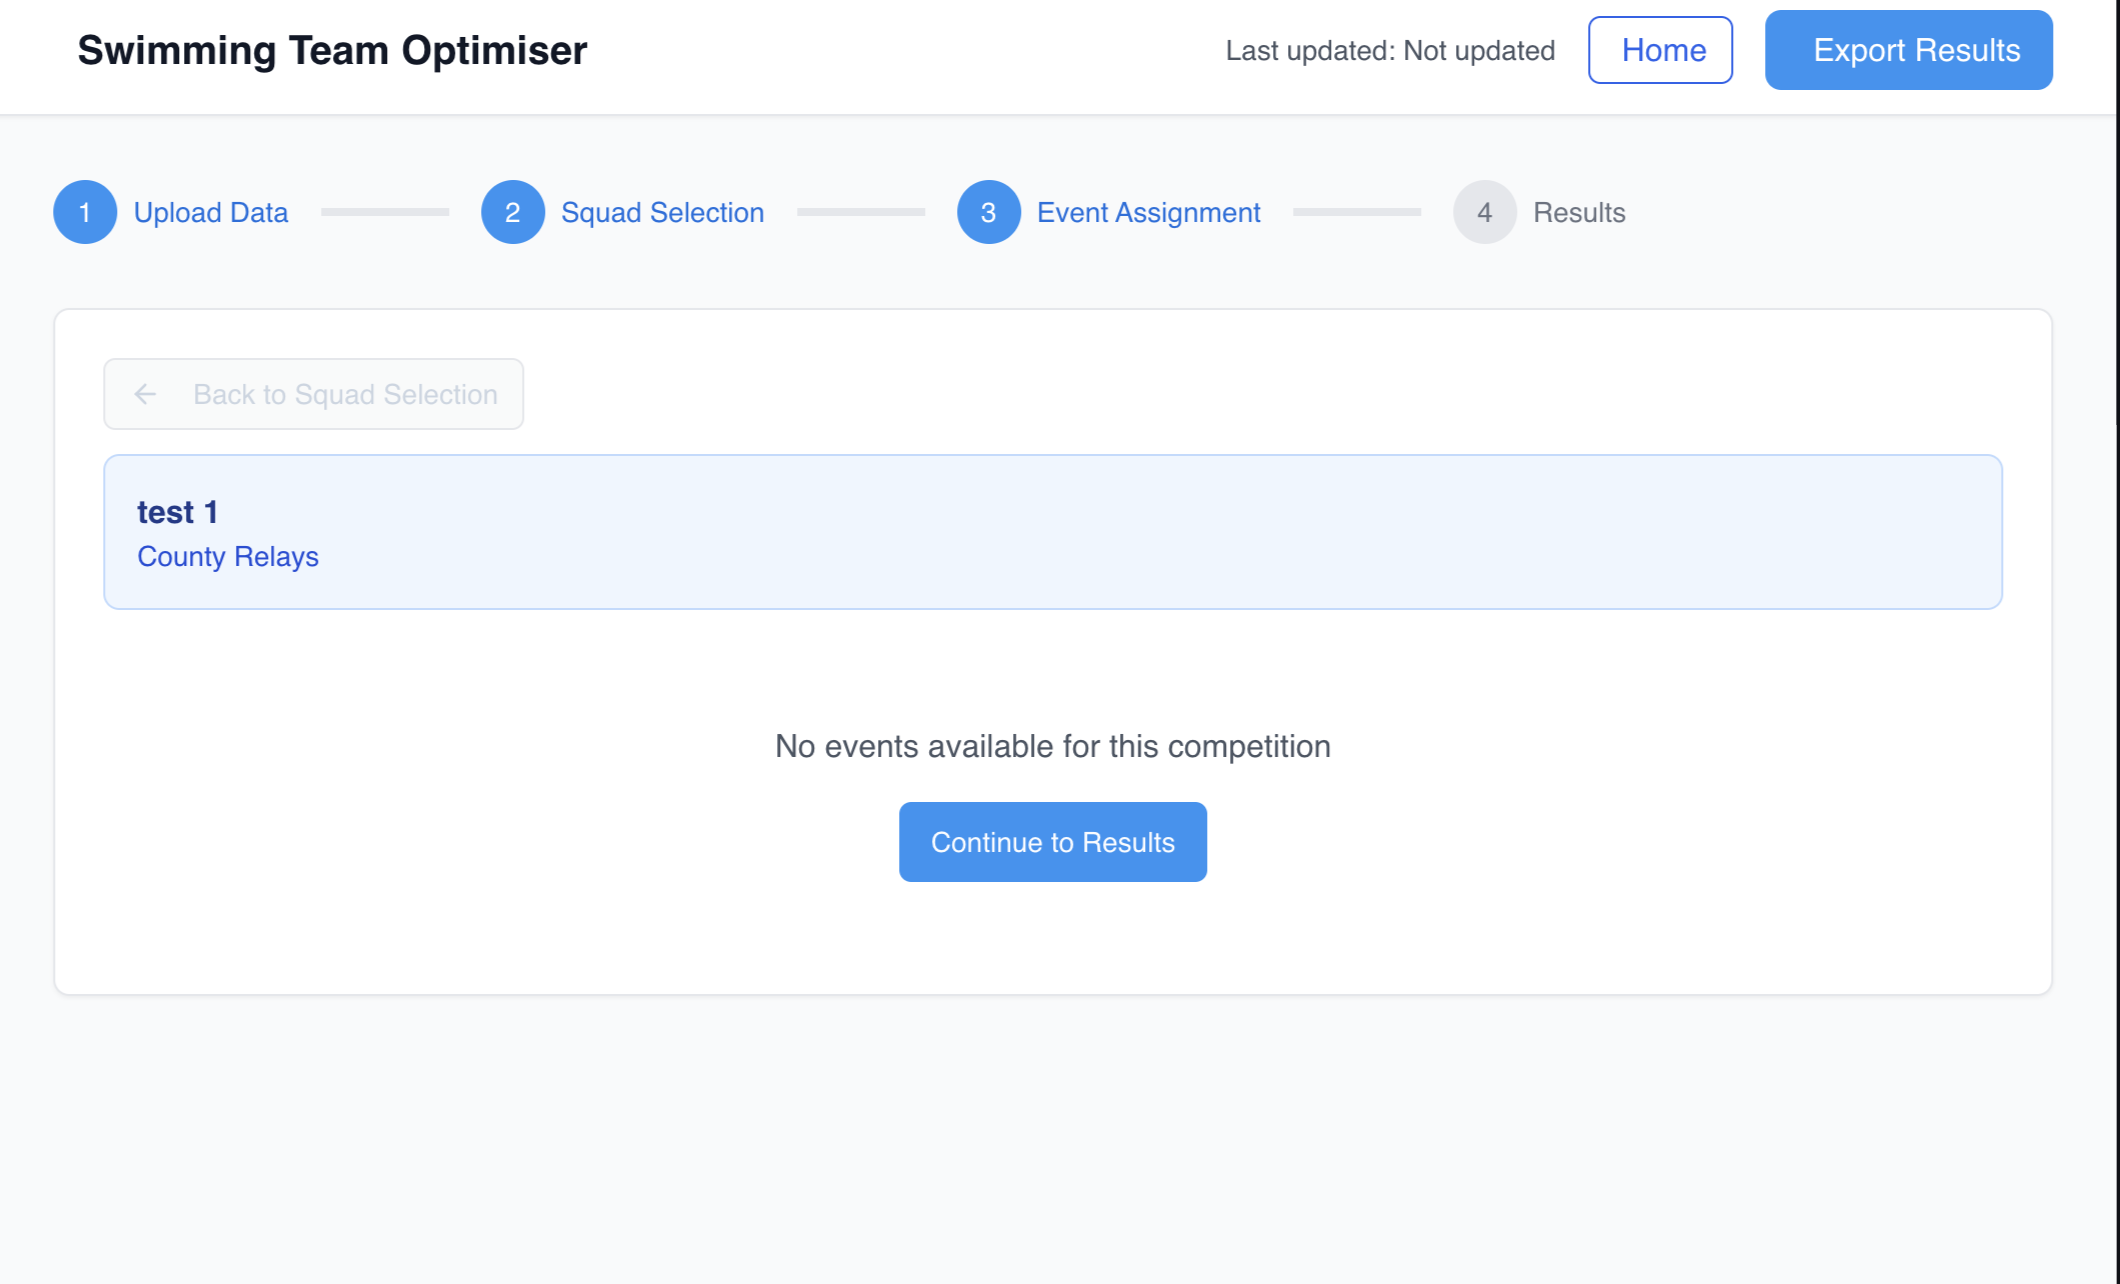 Swimming Team Optimiser
Last updated: Not updated
Home
Export Results
1 Upload Data
2 Squad Selection
3 Event Assignment
4 Results
← Back to Squad Selection
test 1
County Relays
No events available for this competition
Continue to Results